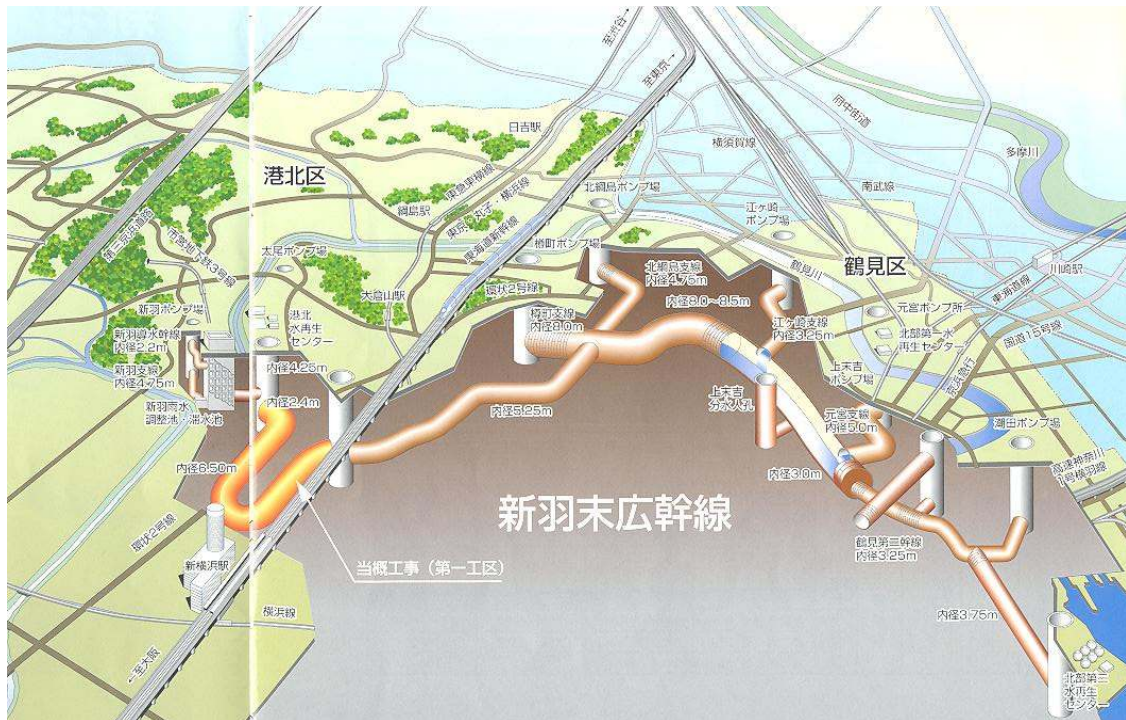 至渋谷→
至東京→
府中街道
多摩川
横須賀線
南武線
日吉駅
港北区
東急東横線
綱島駅
東京・丸子・横浜線
東海道新幹線
北綱島ポンプ場
江ヶ崎
ポンプ場
鶴見川
鶴見区
川崎駅
東海道線
国道15号線
第三京浜道路
市営地下鉄3号線
太尾ポンプ場
樽町ポンプ場
北綱島支線
内径4.75m
内径8.0〜8.5m
大倉山駅
環状2号線
樽町支線
内径8.0m
江ヶ崎支線
内径3.25m
元宮ポンプ所
北部第一水
再生センター
京浜急行
新羽ポンプ場
港北
水再生
センター
新羽導水幹線
内径2.2m
新羽支線
内径4.75m
内径4.25m
内径2.4m
新羽雨水
調整池・滞水池
内径5.25m
上末吉
分水人孔
上末吉
ポンプ場
元宮支線
内径5.0m
潮田ポンプ場
高速神奈川
1号横羽線
内径6.50m
内径3.0m
新羽末広幹線
環状2号線
新横浜駅
当概工事（第一工区）
鶴見第二幹線
内径3.25m
横浜線
←至大阪
内径3.75m
北部第二
水再生
センター